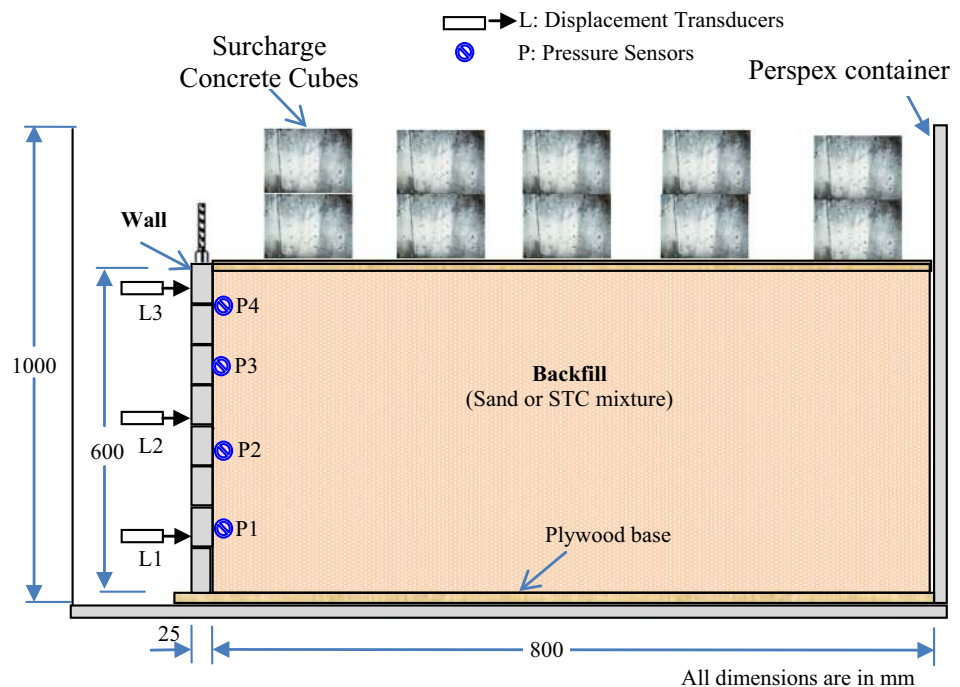 L: Displacement Transducers
P: Pressure Sensors
Surcharge
Concrete Cubes
Perspex container
Wall
L3
P4
1000
P3
Backfill
(Sand or STC mixture)
L2
600
P2
P1
L1
Plywood base
25
800
All dimensions are in mm